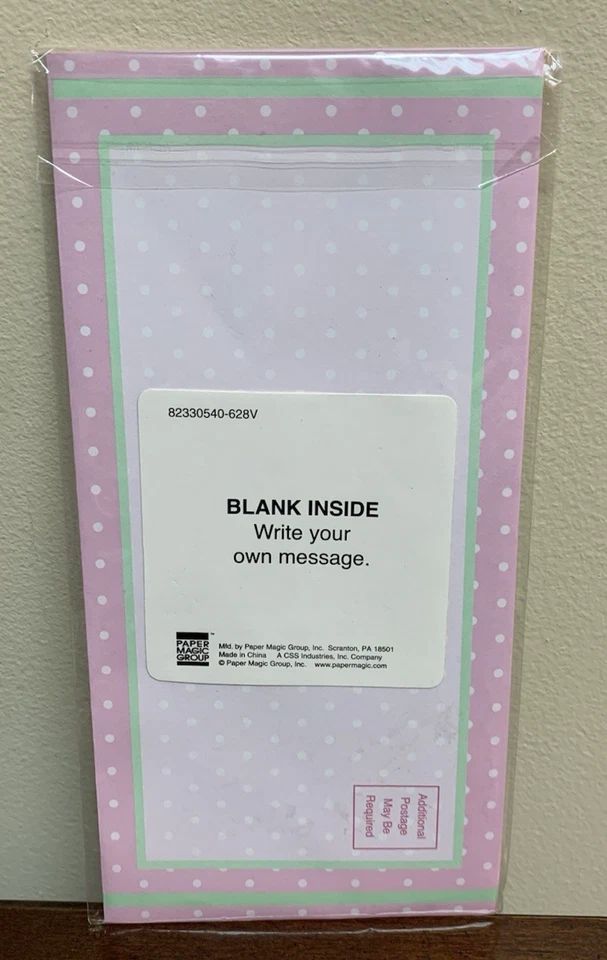 82330540-628V
BLANK INSIDE
Write your
own message.
PAPER
MAGIC
GROUP
™
Mfd. by Paper Magic Group, Inc. Scranton, PA 18501
Made in China A CSS Industries, Inc. Company
© Paper Magic Group, Inc. www.papermagic.com
Additional
Postage
May Be
Required